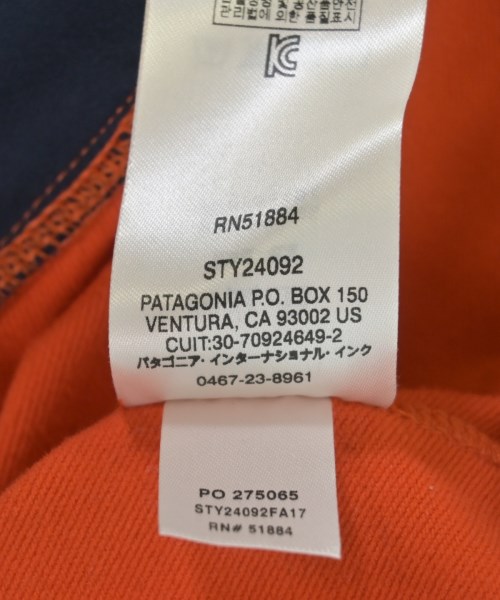 RN51884
STY24092
PATAGONIA P.O. BOX 150
VENTURA, CA 93002 US
CUIT:30-70924649-2
パタゴニア・インターナショナル・インク
0467-23-8961
PO 275065
STY24092FA17
RN# 51884